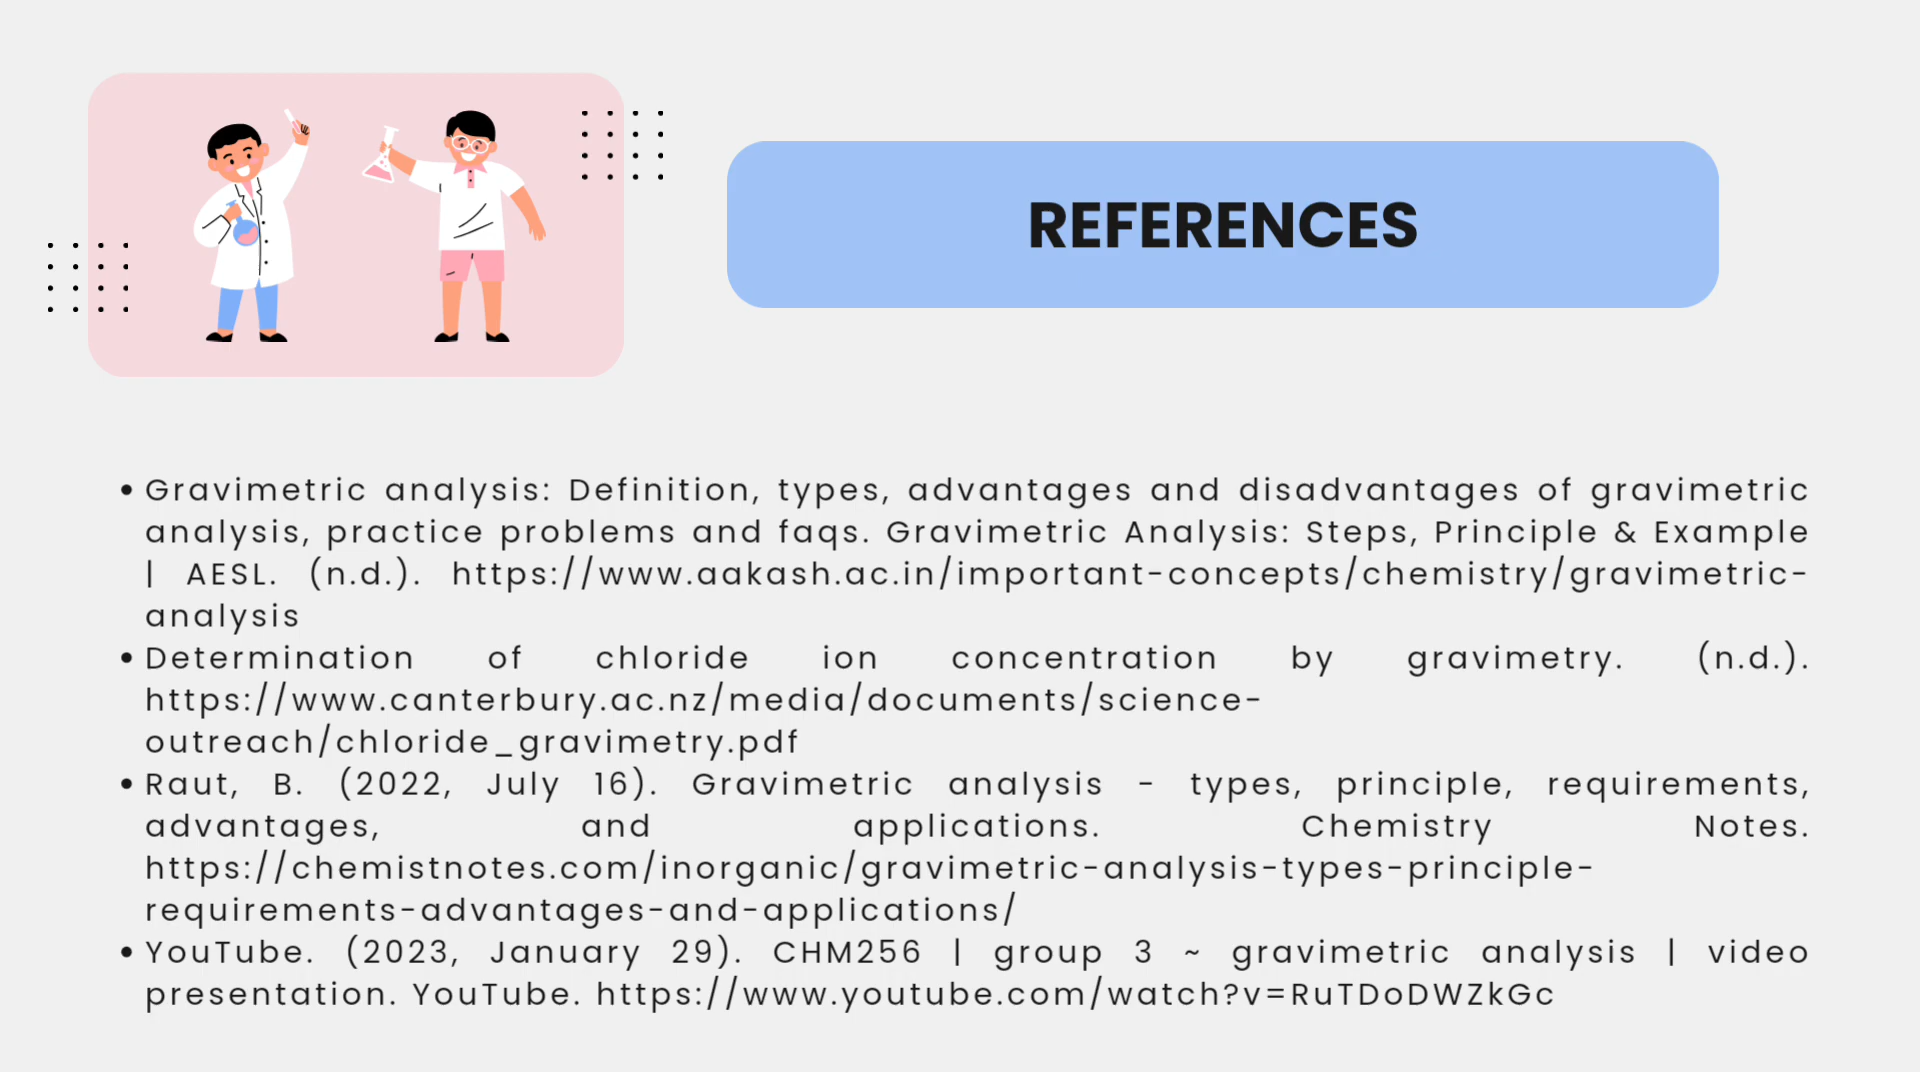 REFERENCES
Gravimetric analysis: Definition, types, advantages and disadvantages of gravimetric
analysis, practice problems and faqs. Gravimetric Analysis: Steps, Principle & Example
| AESL. (n.d.). https://www.aakash.ac.in/important-concepts/chemistry/gravimetric-
analysis
Determination of chloride ion concentration by gravimetry. (n.d.).
https://www.canterbury.ac.nz/media/documents/science-
outreach/chloride_gravimetry.pdf
Raut, B. (2022, July 16). Gravimetric analysis - types, principle, requirements,
advantages, and applications. Chemistry Notes.
https://chemistnotes.com/inorganic/gravimetric-analysis-types-principle-
requirements-advantages-and-applications/
YouTube. (2023, January 29). CHM256 | group 3 ~ gravimetric analysis | video
presentation. YouTube. https://www.youtube.com/watch?v=RuTDoDWZkGc